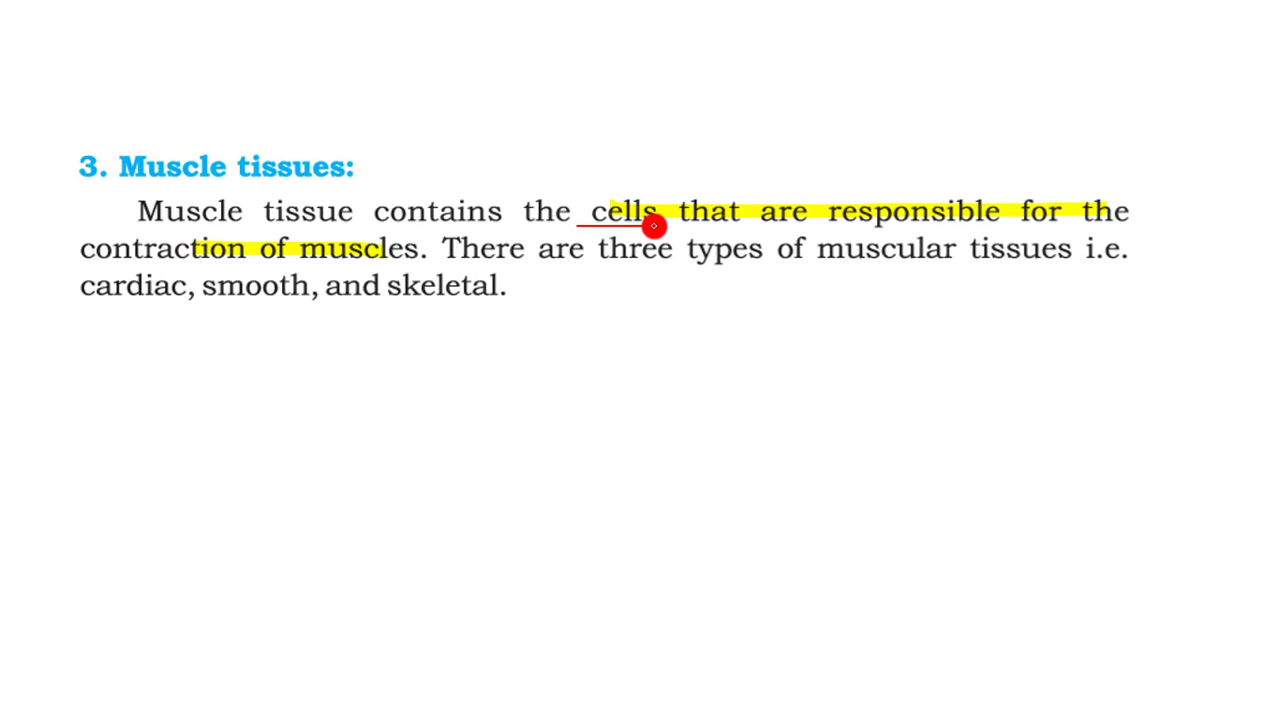 3. Muscle tissues:
Muscle tissue contains the cells that are responsible for the
contraction of muscles. There are three types of muscular tissues i.e.
cardiac, smooth, and skeletal.